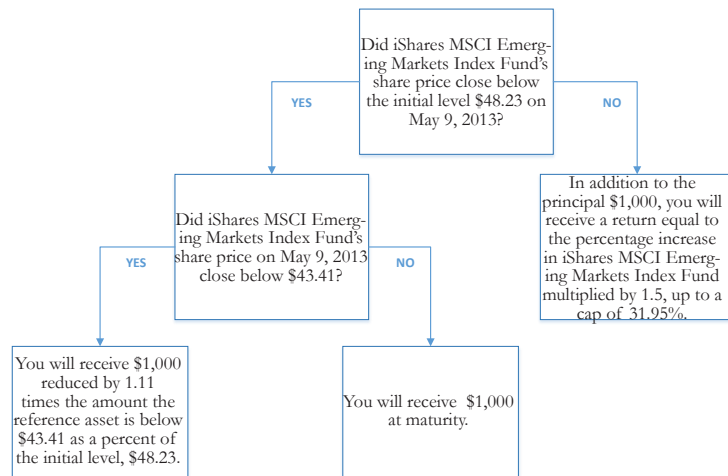 Did iShares MSCI Emerg-
ing Markets Index Fund's
share price close below
the initial level $48.23 on
May 9, 2013?
YES
NO
Did iShares MSCI Emerg-
ing Markets Index Fund's
share price on May 9, 2013
close below $43.41?
In addition to the
principal $1,000, you will
receive a return equal to
the percentage increase
in iShares MSCI Emerg-
ing Markets Index Fund
multiplied by 1.5, up to a
cap of 31.95%.
YES
NO
You will receive $1,000
reduced by 1.11
times the amount the
reference asset is below
$43.41 as a percent of
the initial level, $48.23.
You will receive $1,000
at maturity.